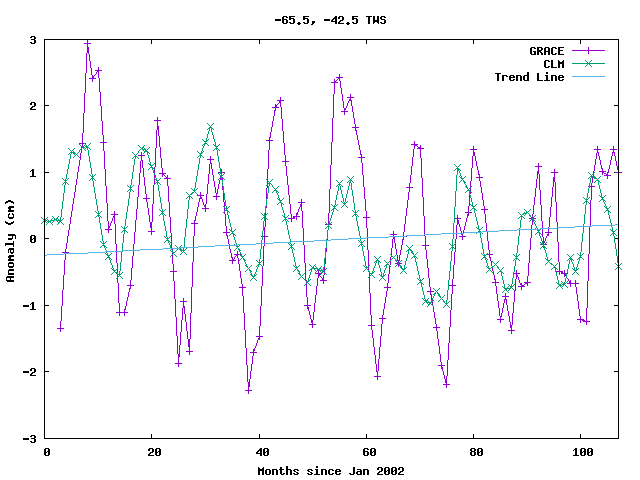 -65.5, -42.5 TWS
GRACE
CLM
Trend Line
3
2
1
0
-1
-2
-3
Anomaly (cm)
0 20 40 60 80 100
Months since Jan 2002